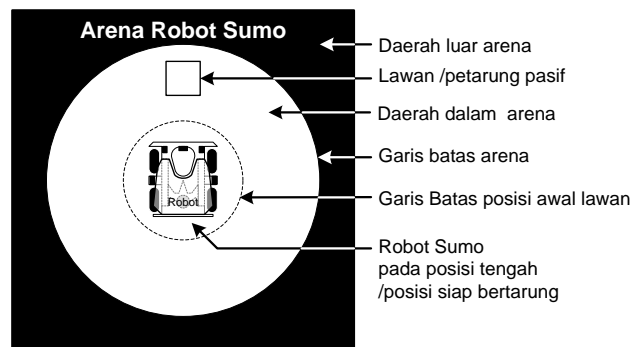 Arena Robot Sumo
Daerah luar arena
Lawan /petarung pasif
Daerah dalam arena
Garis batas arena
Garis Batas posisi awal lawan
Robot
Robot Sumo
pada posisi tengah
/posisi siap bertarung